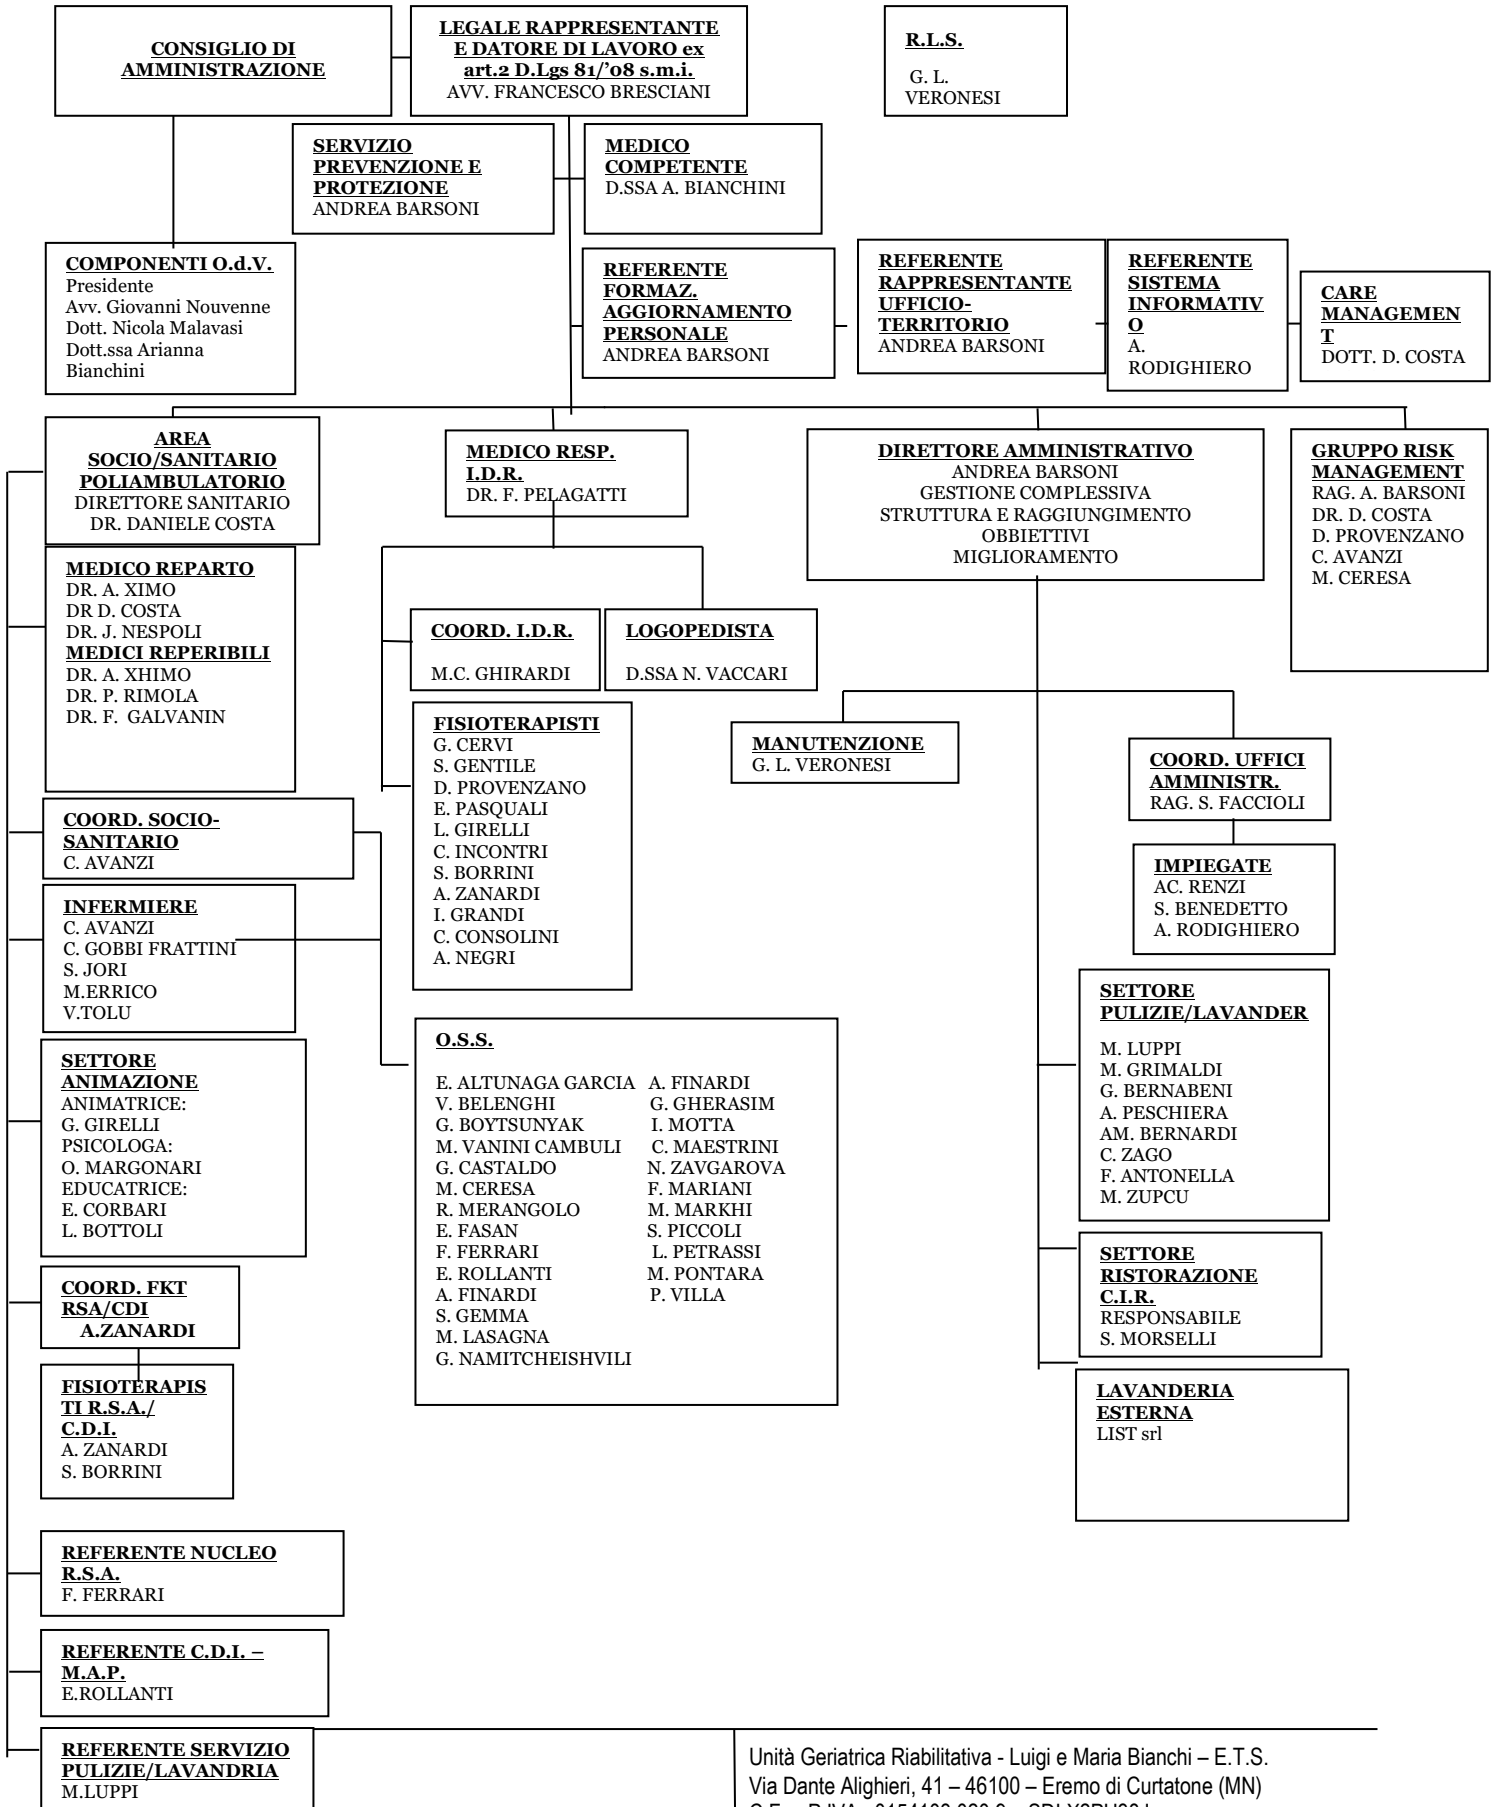 CONSIGLIO DI
AMMINISTRAZIONE
LEGALE RAPPRESENTANTE
E DATORE DI LAVORO ex
art.2 D.Lgs 81/'08 s.m.i.
AVV. FRANCESCO BRESCIANI
R.L.S.
G. L.
VERONESI
SERVIZIO
PREVENZIONE E
PROTEZIONE
ANDREA BARSONI
MEDICO
COMPETENTE
D.SSA A. BIANCHINI
COMPONENTI O.d.V.
Presidente
Avv. Giovanni Nouvenne
Dott. Nicola Malavasi
Dott.ssa Arianna
Bianchini
REFERENTE
FORMAZ.
AGGIORNAMENTO
PERSONALE
ANDREA BARSONI
REFERENTE
RAPPRESENTANTE
UFFICIO-
TERRITORIO
ANDREA BARSONI
REFERENTE
SISTEMA
INFORMATIV
O
A.
RODIGHIERO
CARE
MANAGEMEN
T
DOTT. D. COSTA
AREA
SOCIO/SANITARIO
POLIAMBULATORIO
DIRETTORE SANITARIO
DR. DANIELE COSTA
MEDICO RESP.
I.D.R.
DR. F. PELAGATTI
DIRETTORE AMMINISTRATIVO
ANDREA BARSONI
GESTIONE COMPLESSIVA
STRUTTURA E RAGGIUNGIMENTO
OBBIETTIVI
MIGLIORAMENTO
GRUPPO RISK
MANAGEMENT
RAG. A. BARSONI
DR. D. COSTA
D. PROVENZANO
C. AVANZI
M. CERESA
MEDICO REPARTO
DR. A. XIMO
DR D. COSTA
DR. J. NESPOLI
MEDICI REPERIBILI
DR. A. XHIMO
DR. P. RIMOLA
DR. F. GALVANIN
COORD. I.D.R.
M.C. GHIRARDI
LOGOPEDISTA
D.SSA N. VACCARI
FISIOTERAPISTI
G. CERVI
S. GENTILE
D. PROVENZANO
E. PASQUALI
L. GIRELLI
C. INCONTRI
S. BORRINI
A. ZANARDI
I. GRANDI
C. CONSOLINI
A. NEGRI
MANUTENZIONE
G. L. VERONESI
COORD. UFFICI
AMMINISTR.
RAG. S. FACCIOLI
IMPIEGATE
AC. RENZI
S. BENEDETTO
A. RODIGHIERO
COORD. SOCIO-
SANITARIO
C. AVANZI
INFERMIERE
C. AVANZI
C. GOBBI FRATTINI
S. JORI
M.ERRICO
V.TOLU
SETTORE
ANIMAZIONE
ANIMATRICE:
G. GIRELLI
PSICOLOGA:
O. MARGONARI
EDUCATRICE:
E. CORBARI
L. BOTTOLI
O.S.S.
E. ALTUNAGA GARCIA A. FINARDI
V. BELENGHI G. GHERASIM
G. BOYTSUNYAK I. MOTTA
M. VANINI CAMBULI C. MAESTRINI
G. CASTALDO N. ZAVGAROVA
M. CERESA F. MARIANI
R. MERANGOLO M. MARKHI
E. FASAN S. PICCOLI
F. FERRARI L. PETRASSI
E. ROLLANTI M. PONTARA
A. FINARDI P. VILLA
S. GEMMA
M. LASAGNA
G. NAMITCHEISHVILI
SETTORE
PULIZIE/LAVANDER
M. LUPPI
M. GRIMALDI
G. BERNABENI
A. PESCHIERA
AM. BERNARDI
C. ZAGO
F. ANTONELLA
M. ZUPCU
SETTORE
RISTORAZIONE
C.I.R.
RESPONSABILE
S. MORSELLI
LAVANDERIA
ESTERNA
LIST srl
COORD. FKT
RSA/CDI
A.ZANARDI
FISIOTERAPIS
TI R.S.A./
C.D.I.
A. ZANARDI
S. BORRINI
REFERENTE NUCLEO
R.S.A.
F. FERRARI
REFERENTE C.D.I. –
M.A.P.
E.ROLLANTI
REFERENTE SERVIZIO
PULIZIE/LAVANDRIA
M.LUPPI
Unità Geriatrica Riabilitativa - Luigi e Maria Bianchi – E.T.S.
Via Dante Alighieri, 41 – 46100 – Eremo di Curtatone (MN)